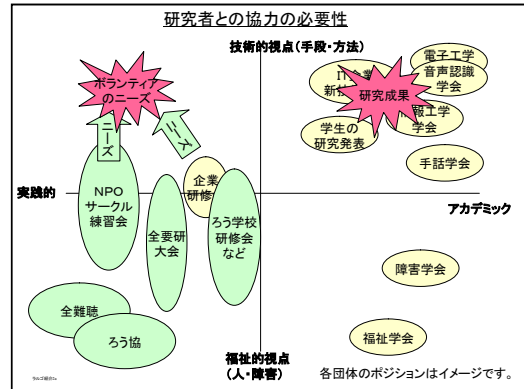 研究者との協力の必要性
技術的視点（手段・方法）
ボランティア
のニーズ
ニーズ
ニーズ
研究成果
電子工学
音声認識
学会
学会
学生の
研究発表
手話学会
実践的
アカデミック
NPO
サークル
練習会
企業
研修
全要研
大会
ろう学校
研修会
など
障害学会
全難聴
ろう協
福祉学会
福祉的視点
（人・障害）
各団体のポジションはイメージです。